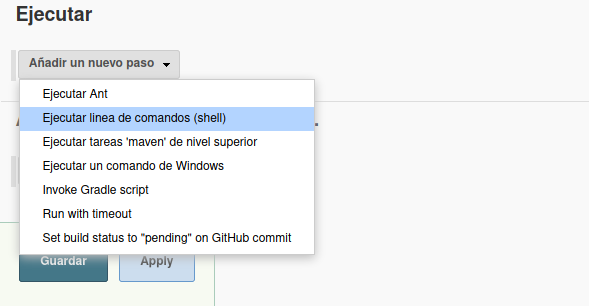 Ejecutar
Añadir un nuevo paso
Ejecutar Ant
Ejecutar linea de comandos (shell)
Ejecutar tareas 'maven' de nivel superior
Ejecutar un comando de Windows
Invoke Gradle script
Run with timeout
Set build status to "pending" on GitHub commit
Guardar
Apply